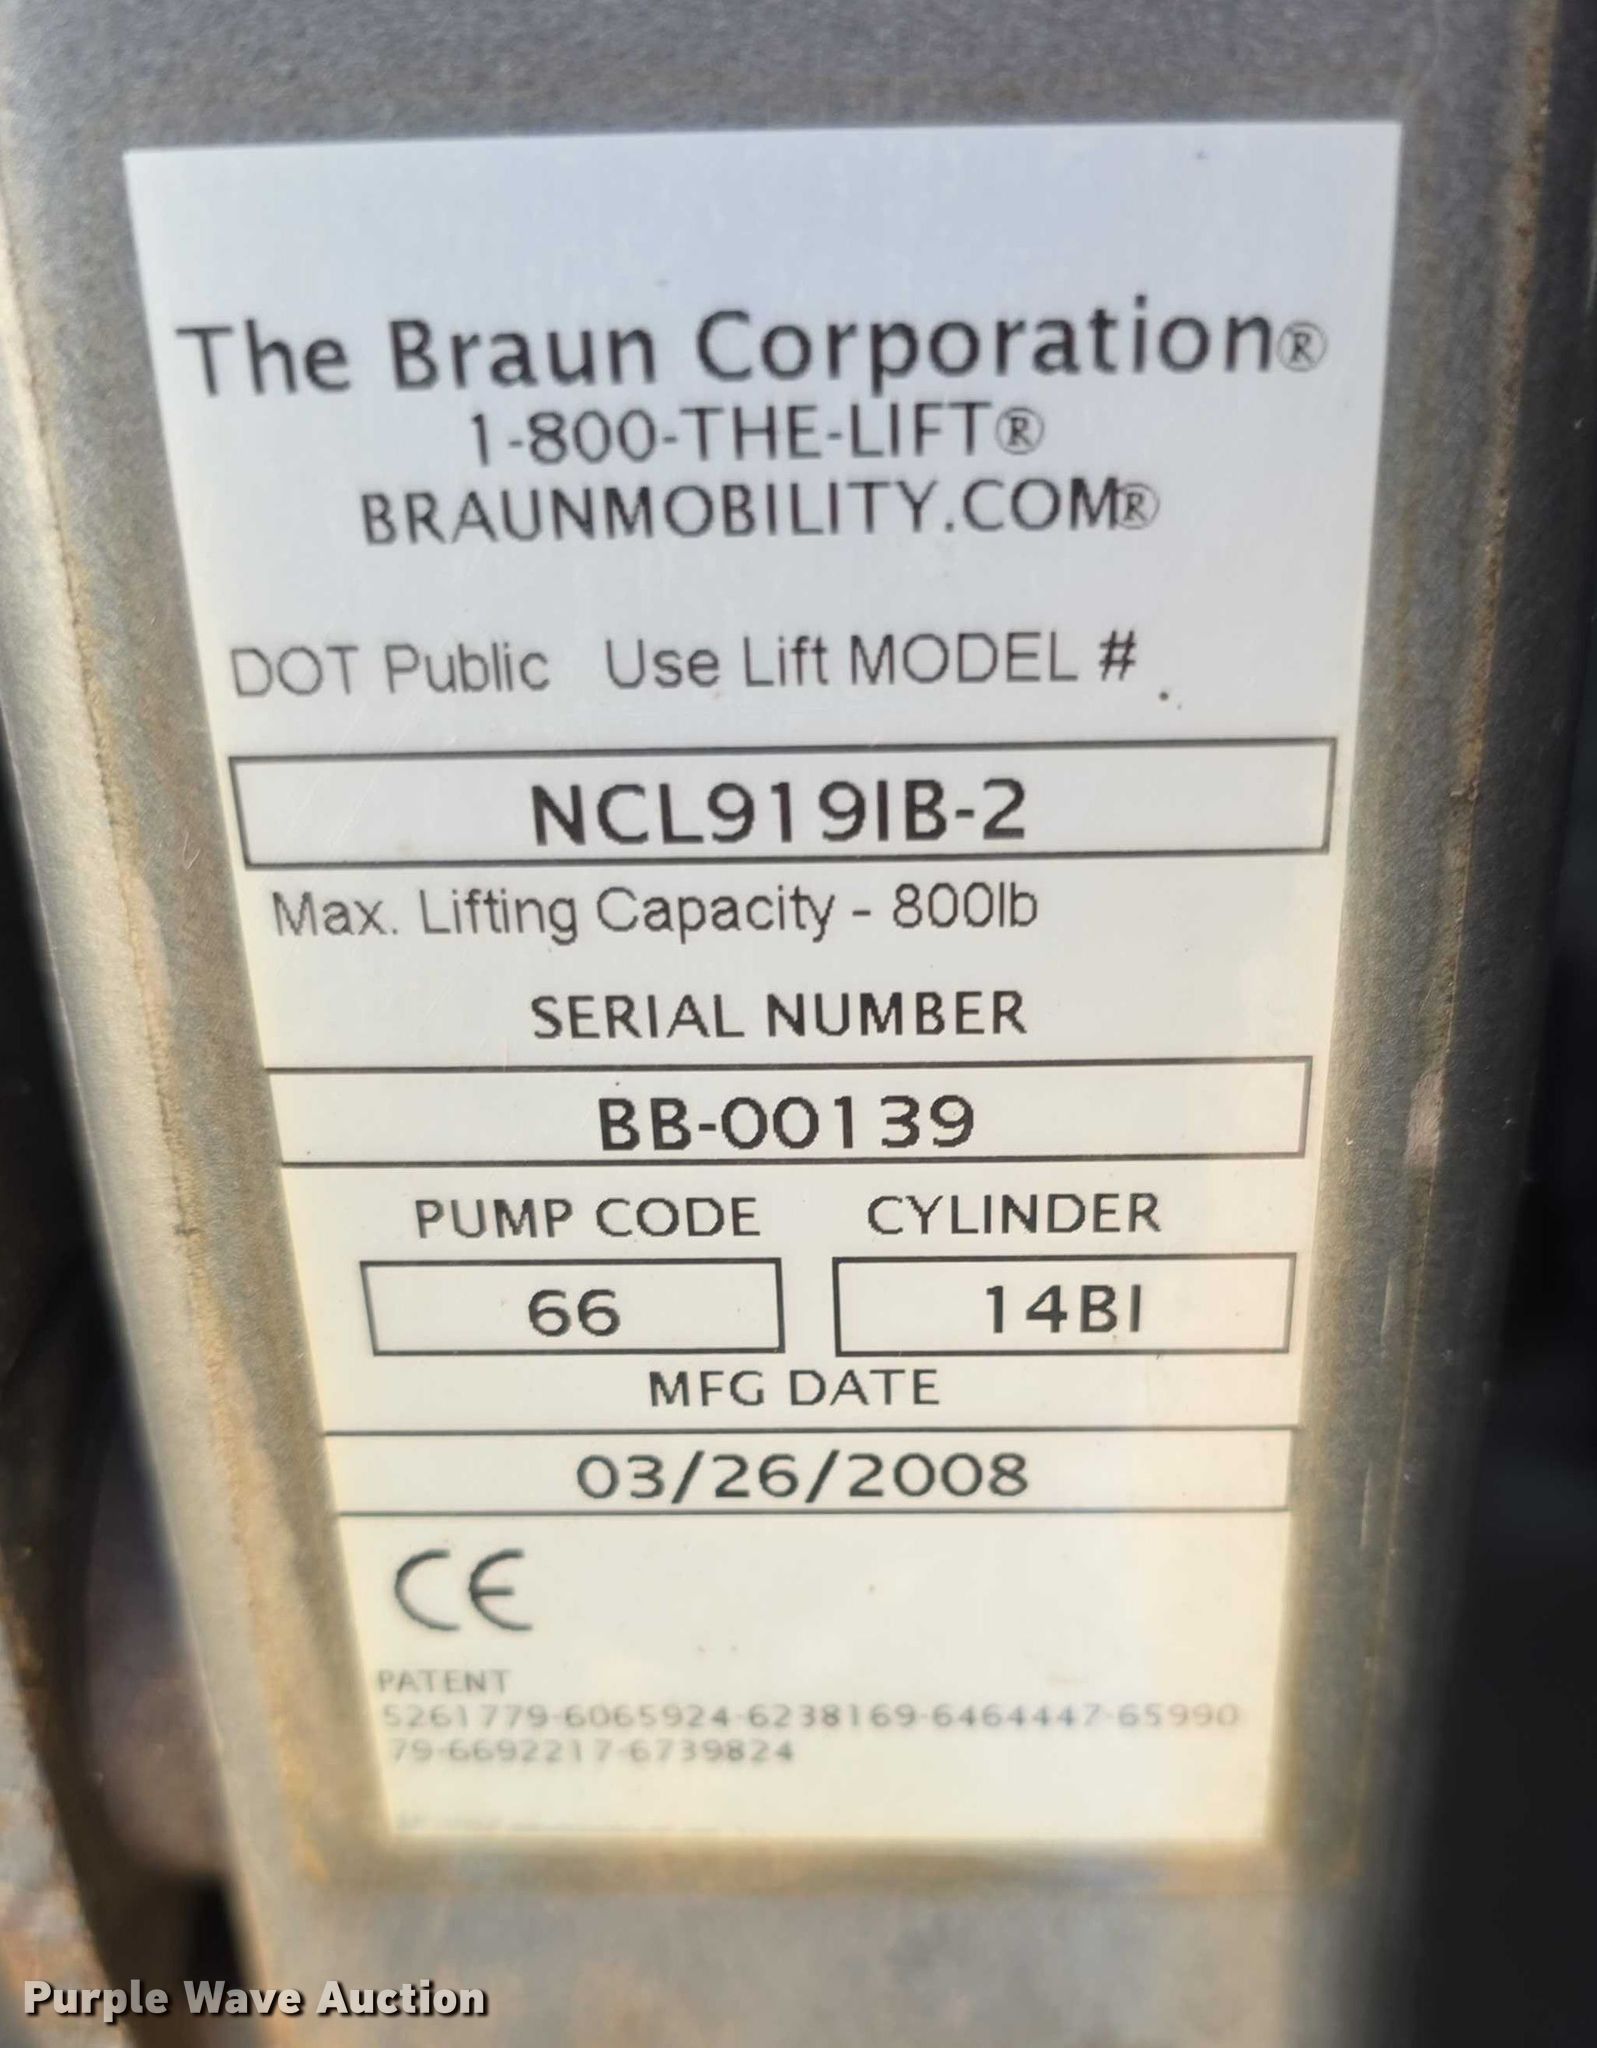 The Braun Corporation®
1-800-THE-LIFT®
BRAUNMOBILITY.COM®
DOT Public Use Lift MODEL #
NCL919IB-2
Max. Lifting Capacity - 800lb
SERIAL NUMBER
BB-00139
PUMP CODE CYLINDER
66 14BI
MFG DATE
03/26/2008
CE
PATENT
5261779-6065924-6238169-6464447-65990
79-6692217-6739824
Purple Wave Auction